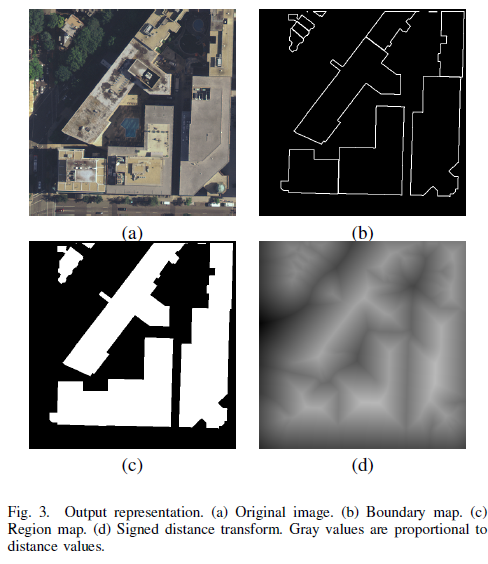 (a)
(b)
(c)
(d)
Fig. 3. Output representation. (a) Original image. (b) Boundary map. (c)
Region map. (d) Signed distance transform. Gray values are proportional to
distance values.